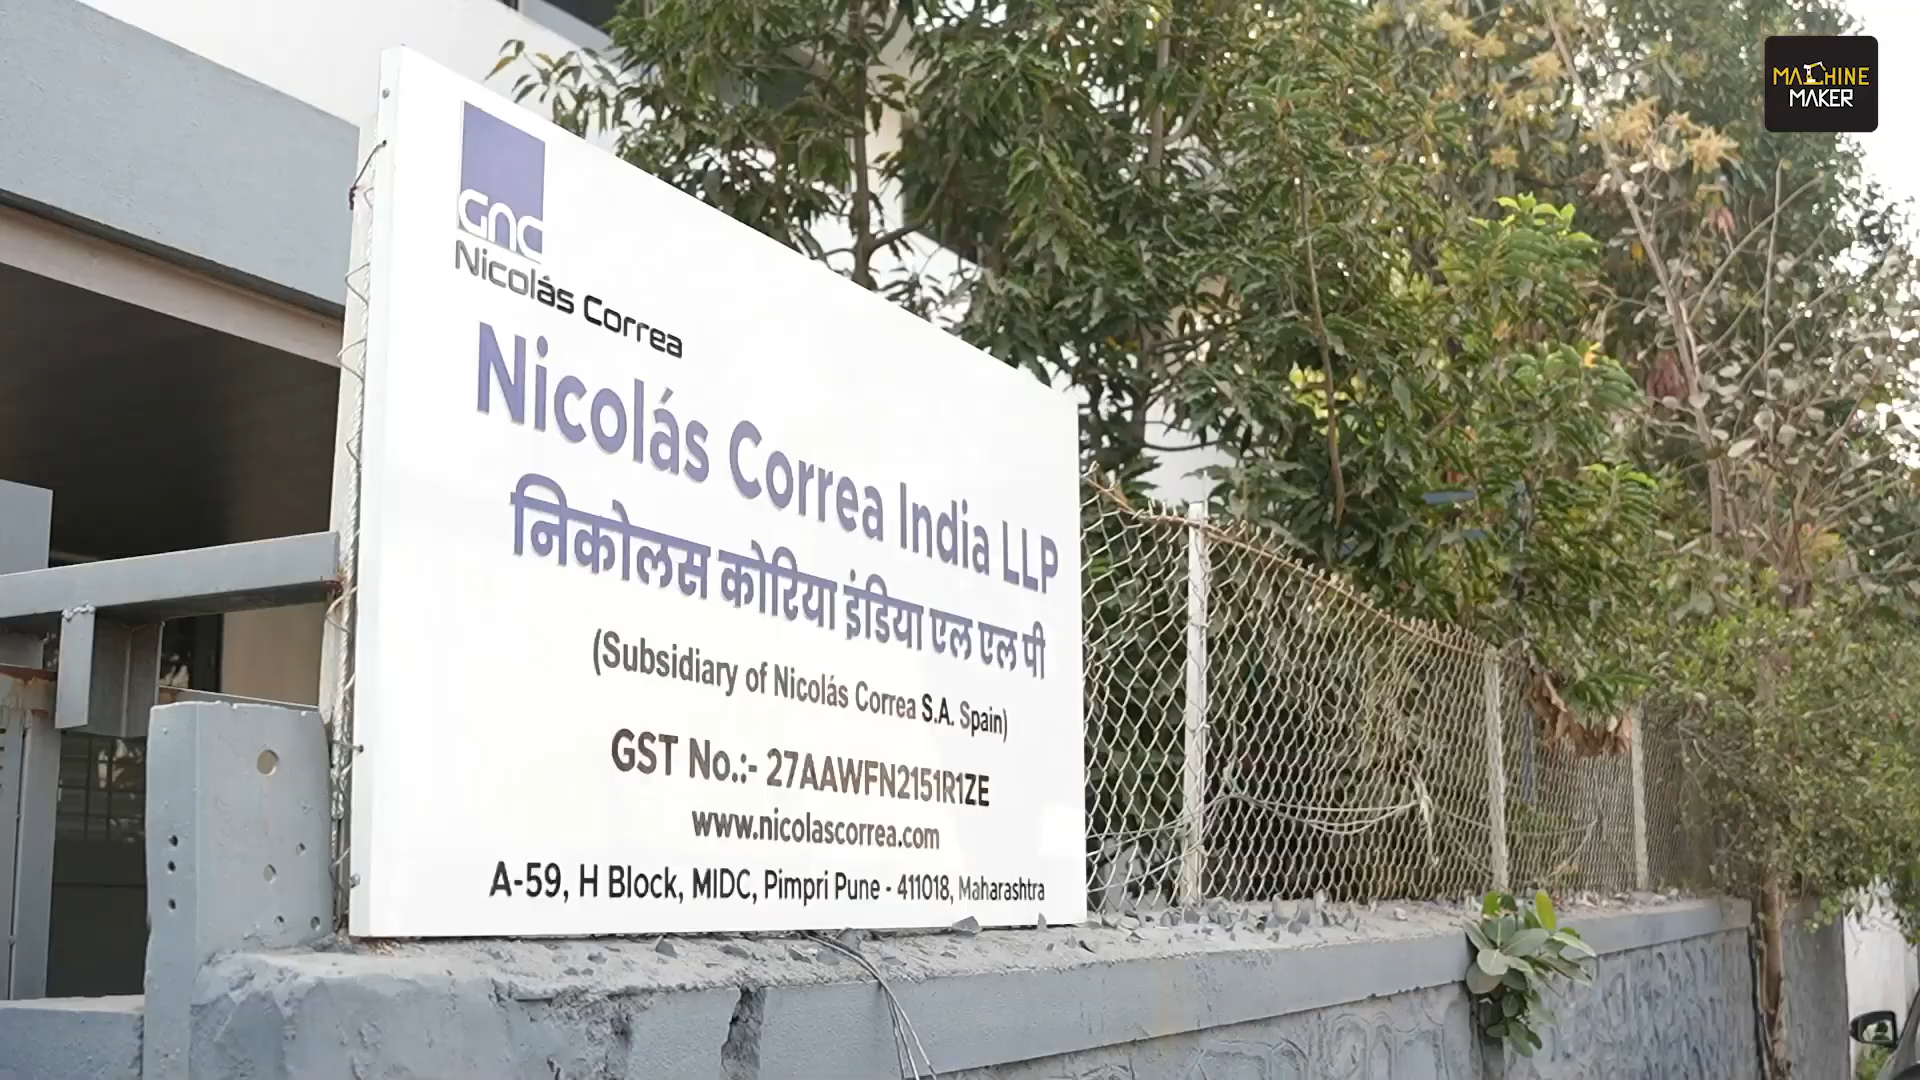 GNC
Nicolás Correa
Nicolás Correa India LLP
निकोलस कोरिया इंडिया एल एल पी
(Subsidiary of Nicolás Correa S.A. Spain)
GST No.:- 27AAWFN2151R1ZE
www.nicolascorrea.com
A-59, H Block, MIDC, Pimpri Pune - 411018, Maharashtra
MACHINE
MAKER